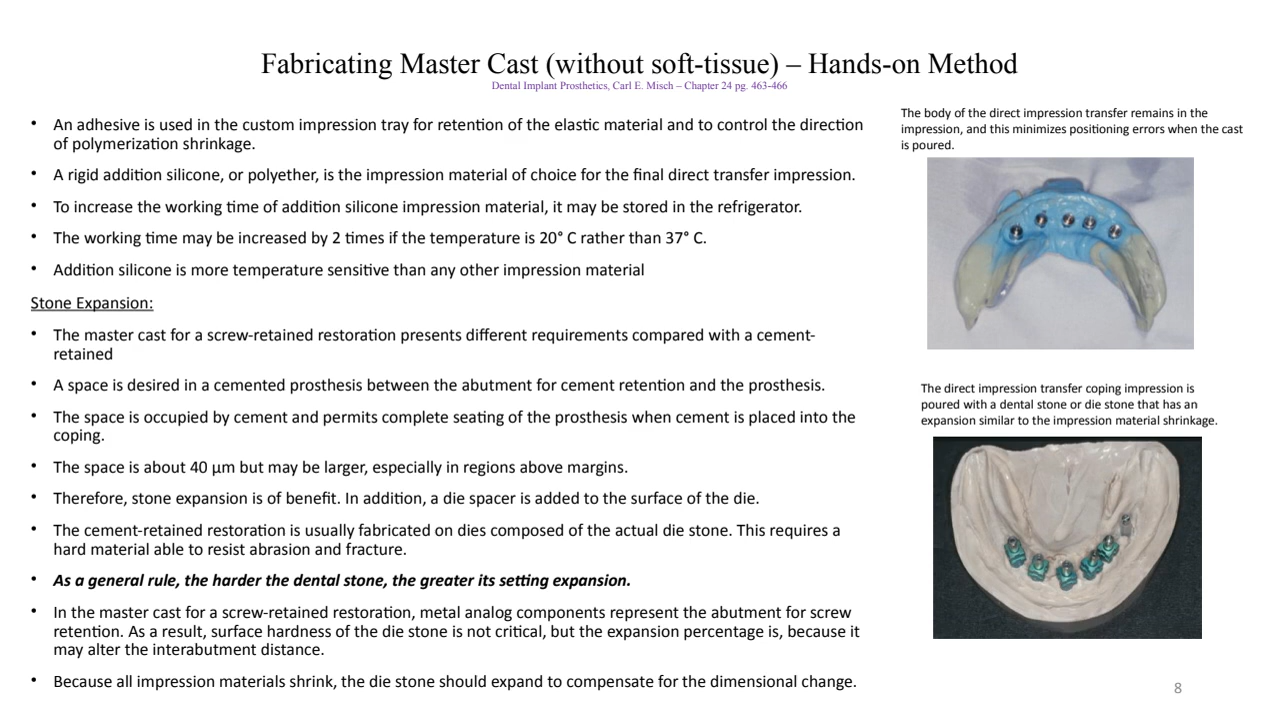 Fabricating Master Cast (without soft-tissue) – Hands-on Method
Dental Implant Prosthetics, Carl E. Misch – Chapter 24 pg. 463-466
• An adhesive is used in the custom impression tray for retention of the elastic material and to control the direction
of polymerization shrinkage.
• A rigid addition silicone, or polyether, is the impression material of choice for the final direct transfer impression.
• To increase the working time of addition silicone impression material, it may be stored in the refrigerator.
• The working time may be increased by 2 times if the temperature is 20° C rather than 37° C.
• Addition silicone is more temperature sensitive than any other impression material
Stone Expansion:
• The master cast for a screw-retained restoration presents different requirements compared with a cement-
retained
• A space is desired in a cemented prosthesis between the abutment for cement retention and the prosthesis.
• The space is occupied by cement and permits complete seating of the prosthesis when cement is placed into the
coping.
• The space is about 40 µm but may be larger, especially in regions above margins.
• Therefore, stone expansion is of benefit. In addition, a die spacer is added to the surface of the die.
• The cement-retained restoration is usually fabricated on dies composed of the actual die stone. This requires a
hard material able to resist abrasion and fracture.
• As a general rule, the harder the dental stone, the greater its setting expansion.
• In the master cast for a screw-retained restoration, metal analog components represent the abutment for screw
retention. As a result, surface hardness of the die stone is not critical, but the expansion percentage is, because it
may alter the interabutment distance.
• Because all impression materials shrink, the die stone should expand to compensate for the dimensional change.
The body of the direct impression transfer remains in the
impression, and this minimizes positioning errors when the cast
is poured.
The direct impression transfer coping impression is
poured with a dental stone or die stone that has an
expansion similar to the impression material shrinkage.
8